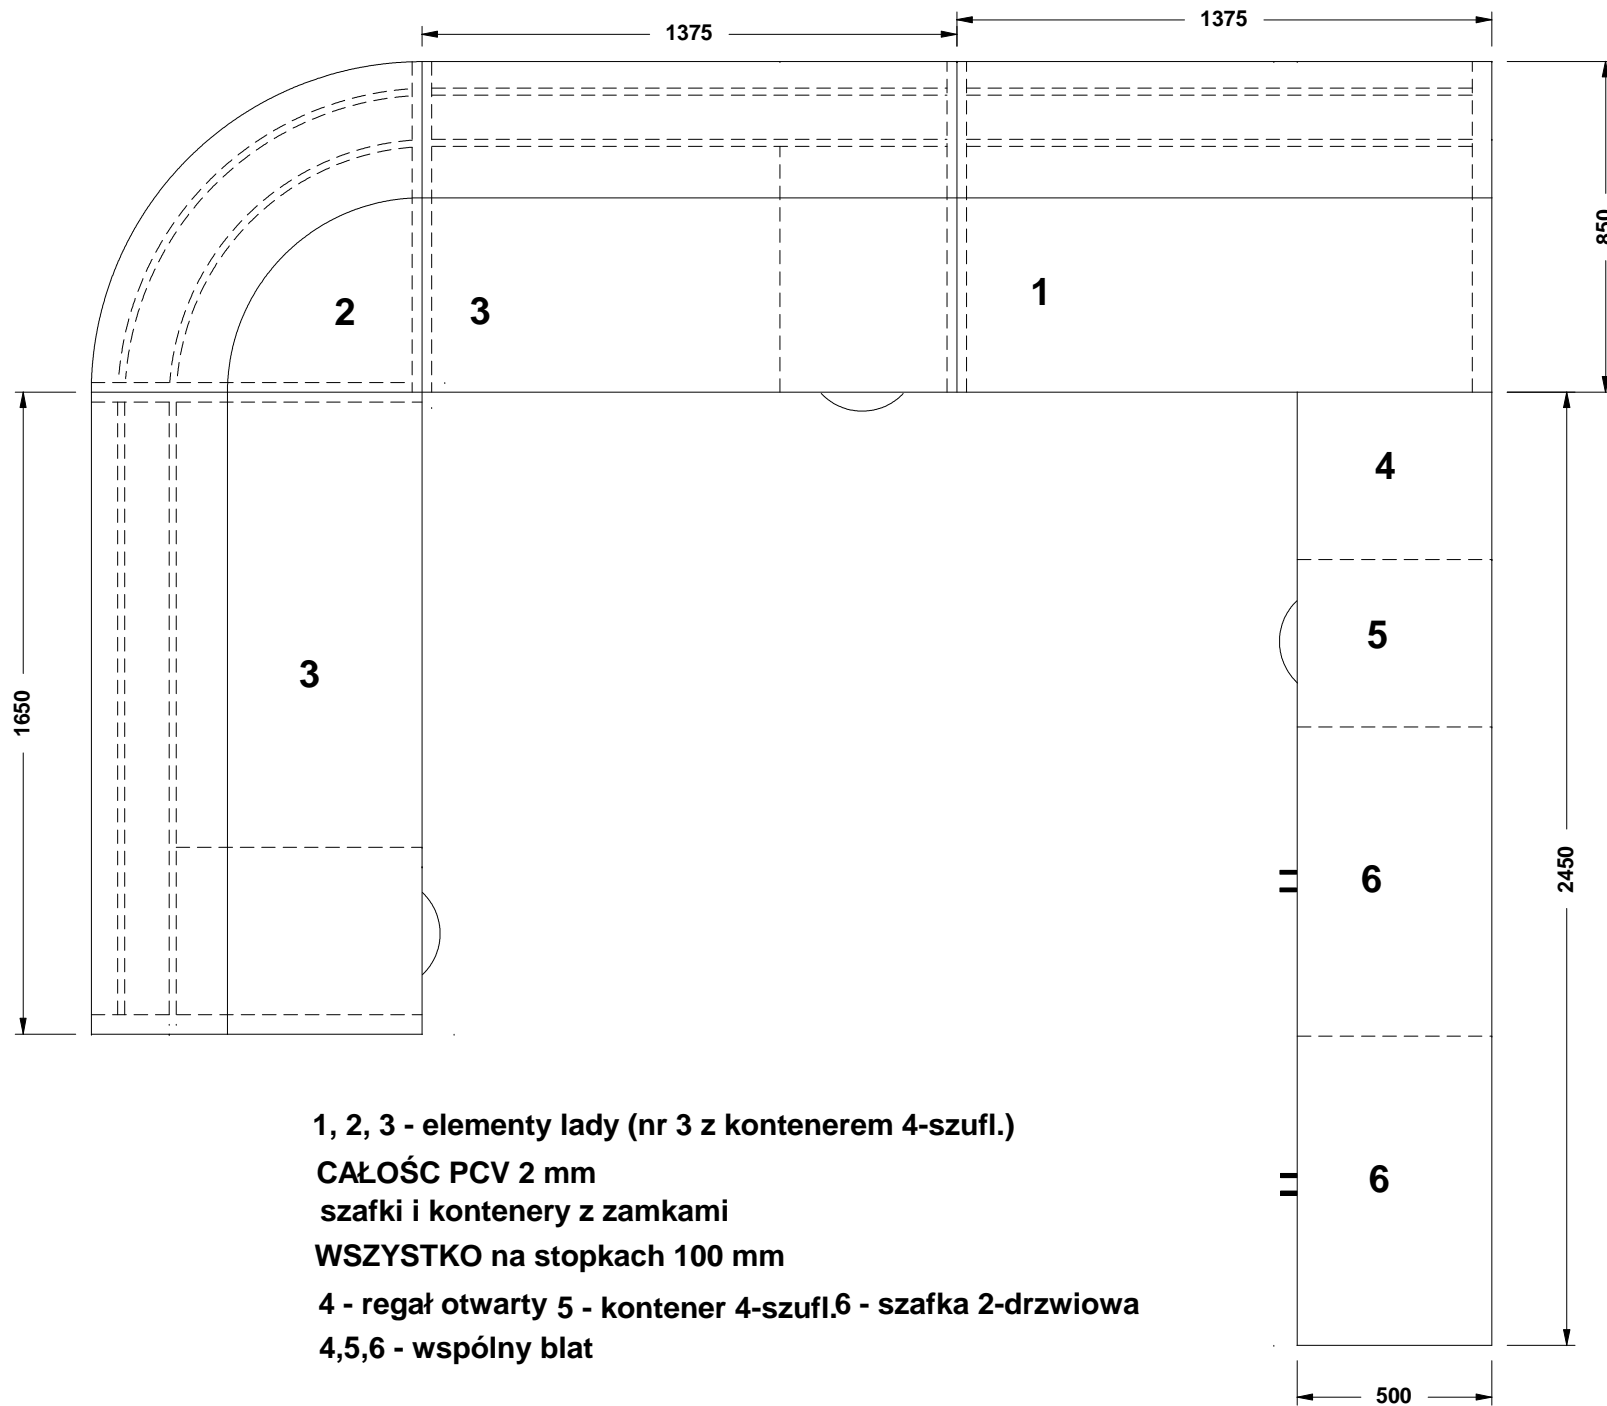 1375
1375
850
2
3
1
4
5
3
1650
6
2450
6
1, 2, 3 - elementy lady (nr 3 z kontenerem 4-szufl.)
CAŁOŚC PCV 2 mm
szafki i kontenery z zamkami
WSZYSTKO na stopkach 100 mm
4 - regał otwarty 5 - kontener 4-szufl.6 - szafka 2-drzwiowa
4,5,6 - wspólny blat
500